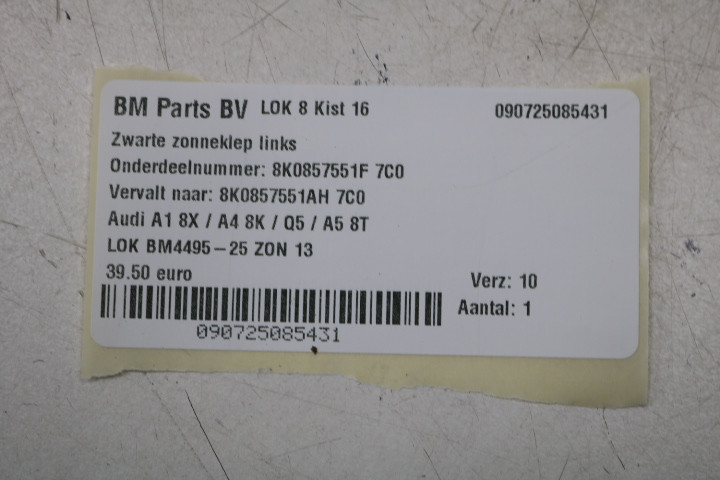 BM Parts BV LOK 8 Kist 16 090725085431
Zwarte zonneklep links
Onderdeelnummer: 8K0857551F 7C0
Vervalt naar: 8K0857551AH 7C0
Audi A1 8X / A4 8K / Q5 / A5 8T
LOK BM4495-25 ZON 13
39.50 euro
Verz: 10
Aantal: 1
090725085431